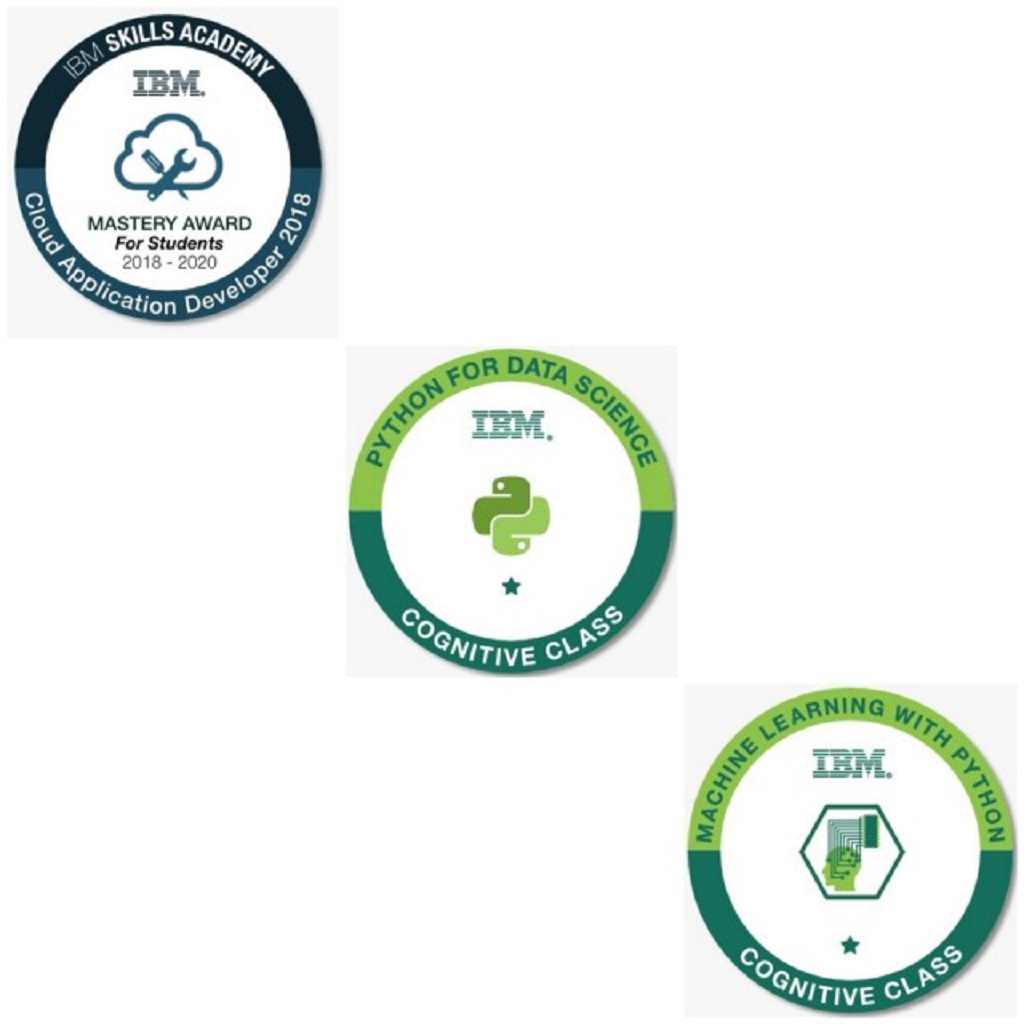 IBM SKILLS ACADEMY
IBM.
MASTERY AWARD
For Students
2018 - 2020
Cloud Application Developer 2018
PYTHON FOR DATA SCIENCE
IBM.
COGNITIVE CLASS
MACHINE LEARNING WITH PYTHON
IBM.
COGNITIVE CLASS